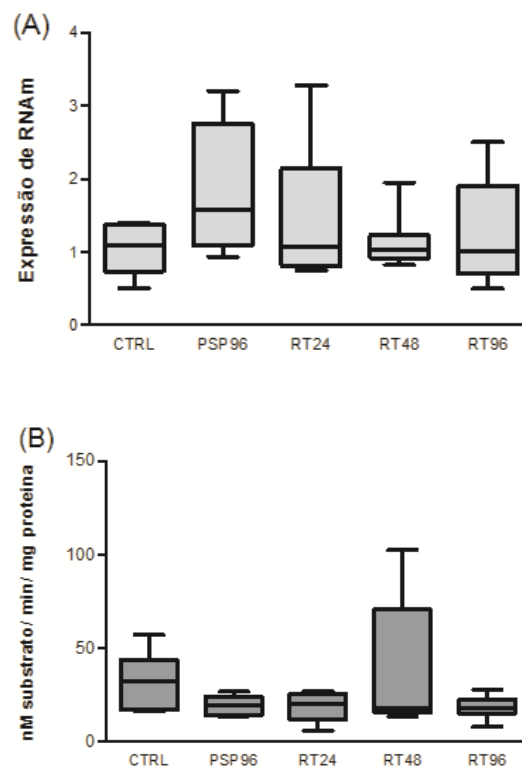 (A)
Expressão de RNAm
4
3
2
1
0
CTRL PSP96 RT24 RT48 RT96
(B)
nM substrato/ min/ mg proteina
150
100
50
0
CTRL PSP96 RT24 RT48 RT96